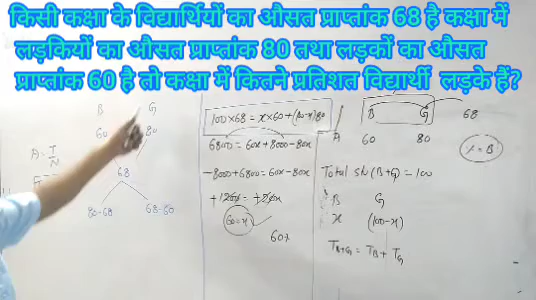 किसी कक्षा के विद्यार्थियों का औसत प्राप्तांक 68 है कक्षा में
लड़कियों का औसत प्राप्तांक 80 तथा लड़कों का औसत
प्राप्तांक 60 है तो कक्षा में कितने प्रतिशत विद्यार्थी लड़के हैं?
B G
60 80
A = T/N
68
80-68 68-60
100×68 = x×60+(100-x)80
6800 = 60x+8000-80x
-8000+6800 = 60x-80x
60=x
60%
B G 68
A 60 80
x = B
Total st (B+G) = 100
B G
x (100-x)
T B+G = T B + T G